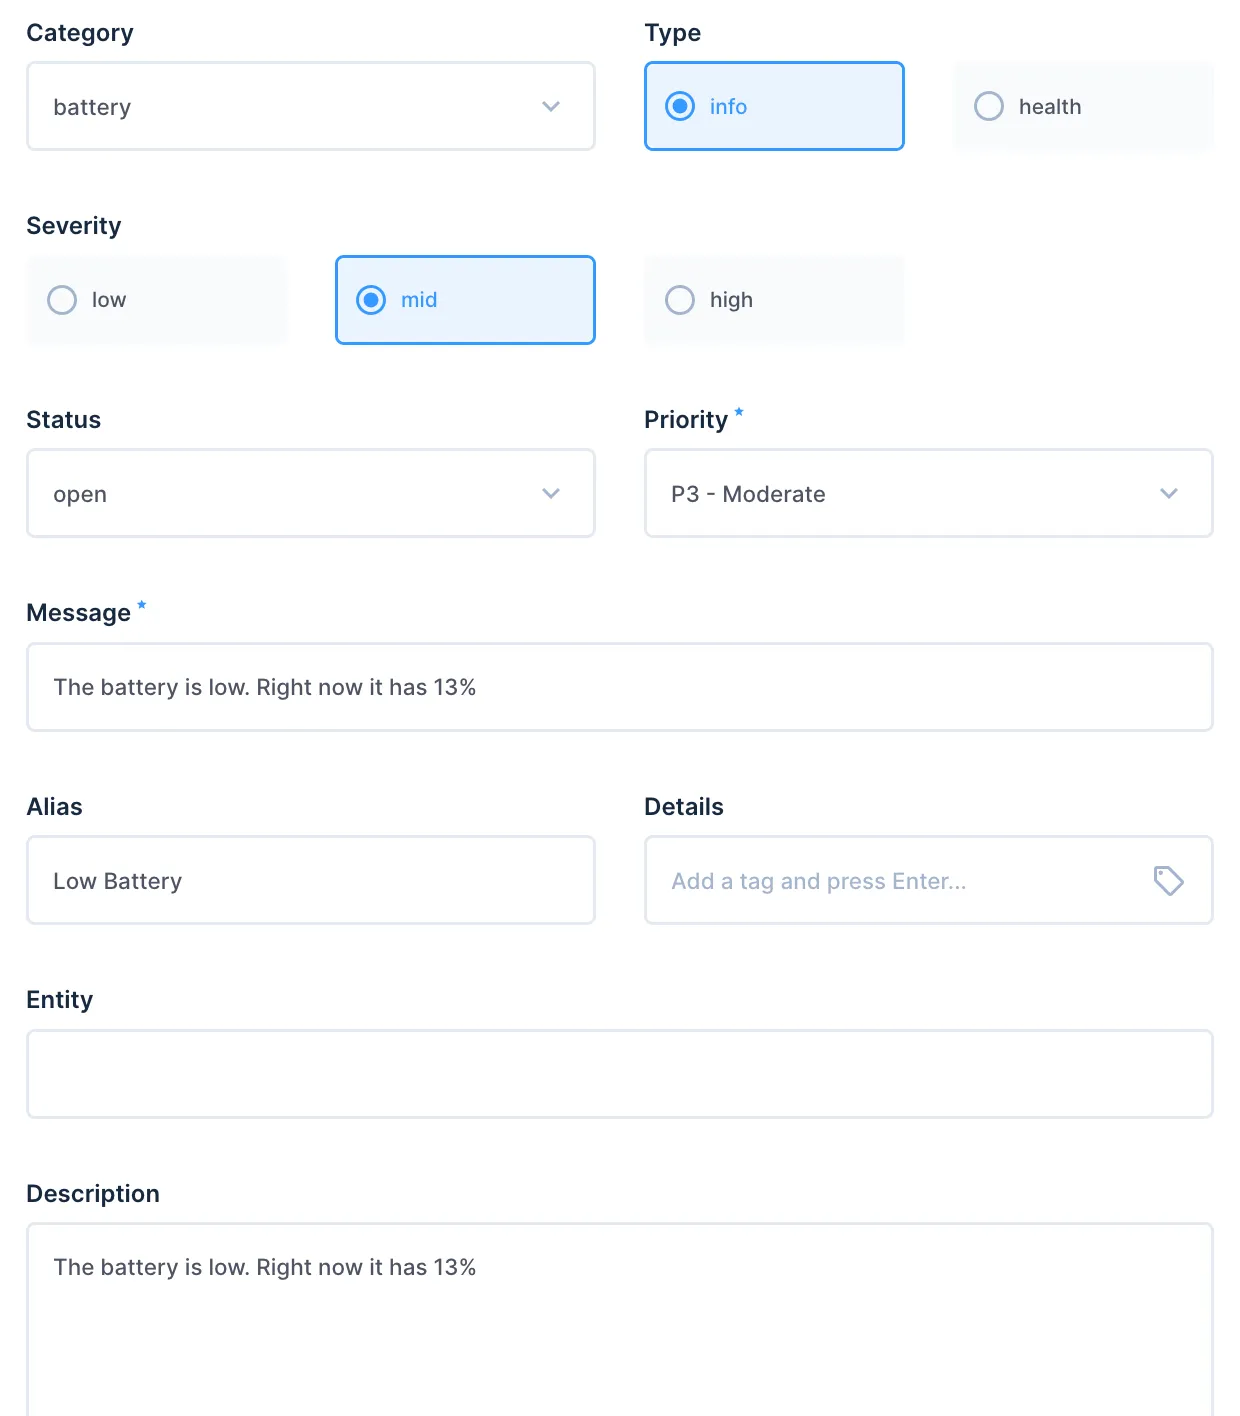 Category
Type
battery
info
health
Severity
low
mid
high
Status
Priority *
open
P3 - Moderate
Message *
The battery is low. Right now it has 13%
Alias
Details
Low Battery
Add a tag and press Enter...
Entity
Description
The battery is low. Right now it has 13%